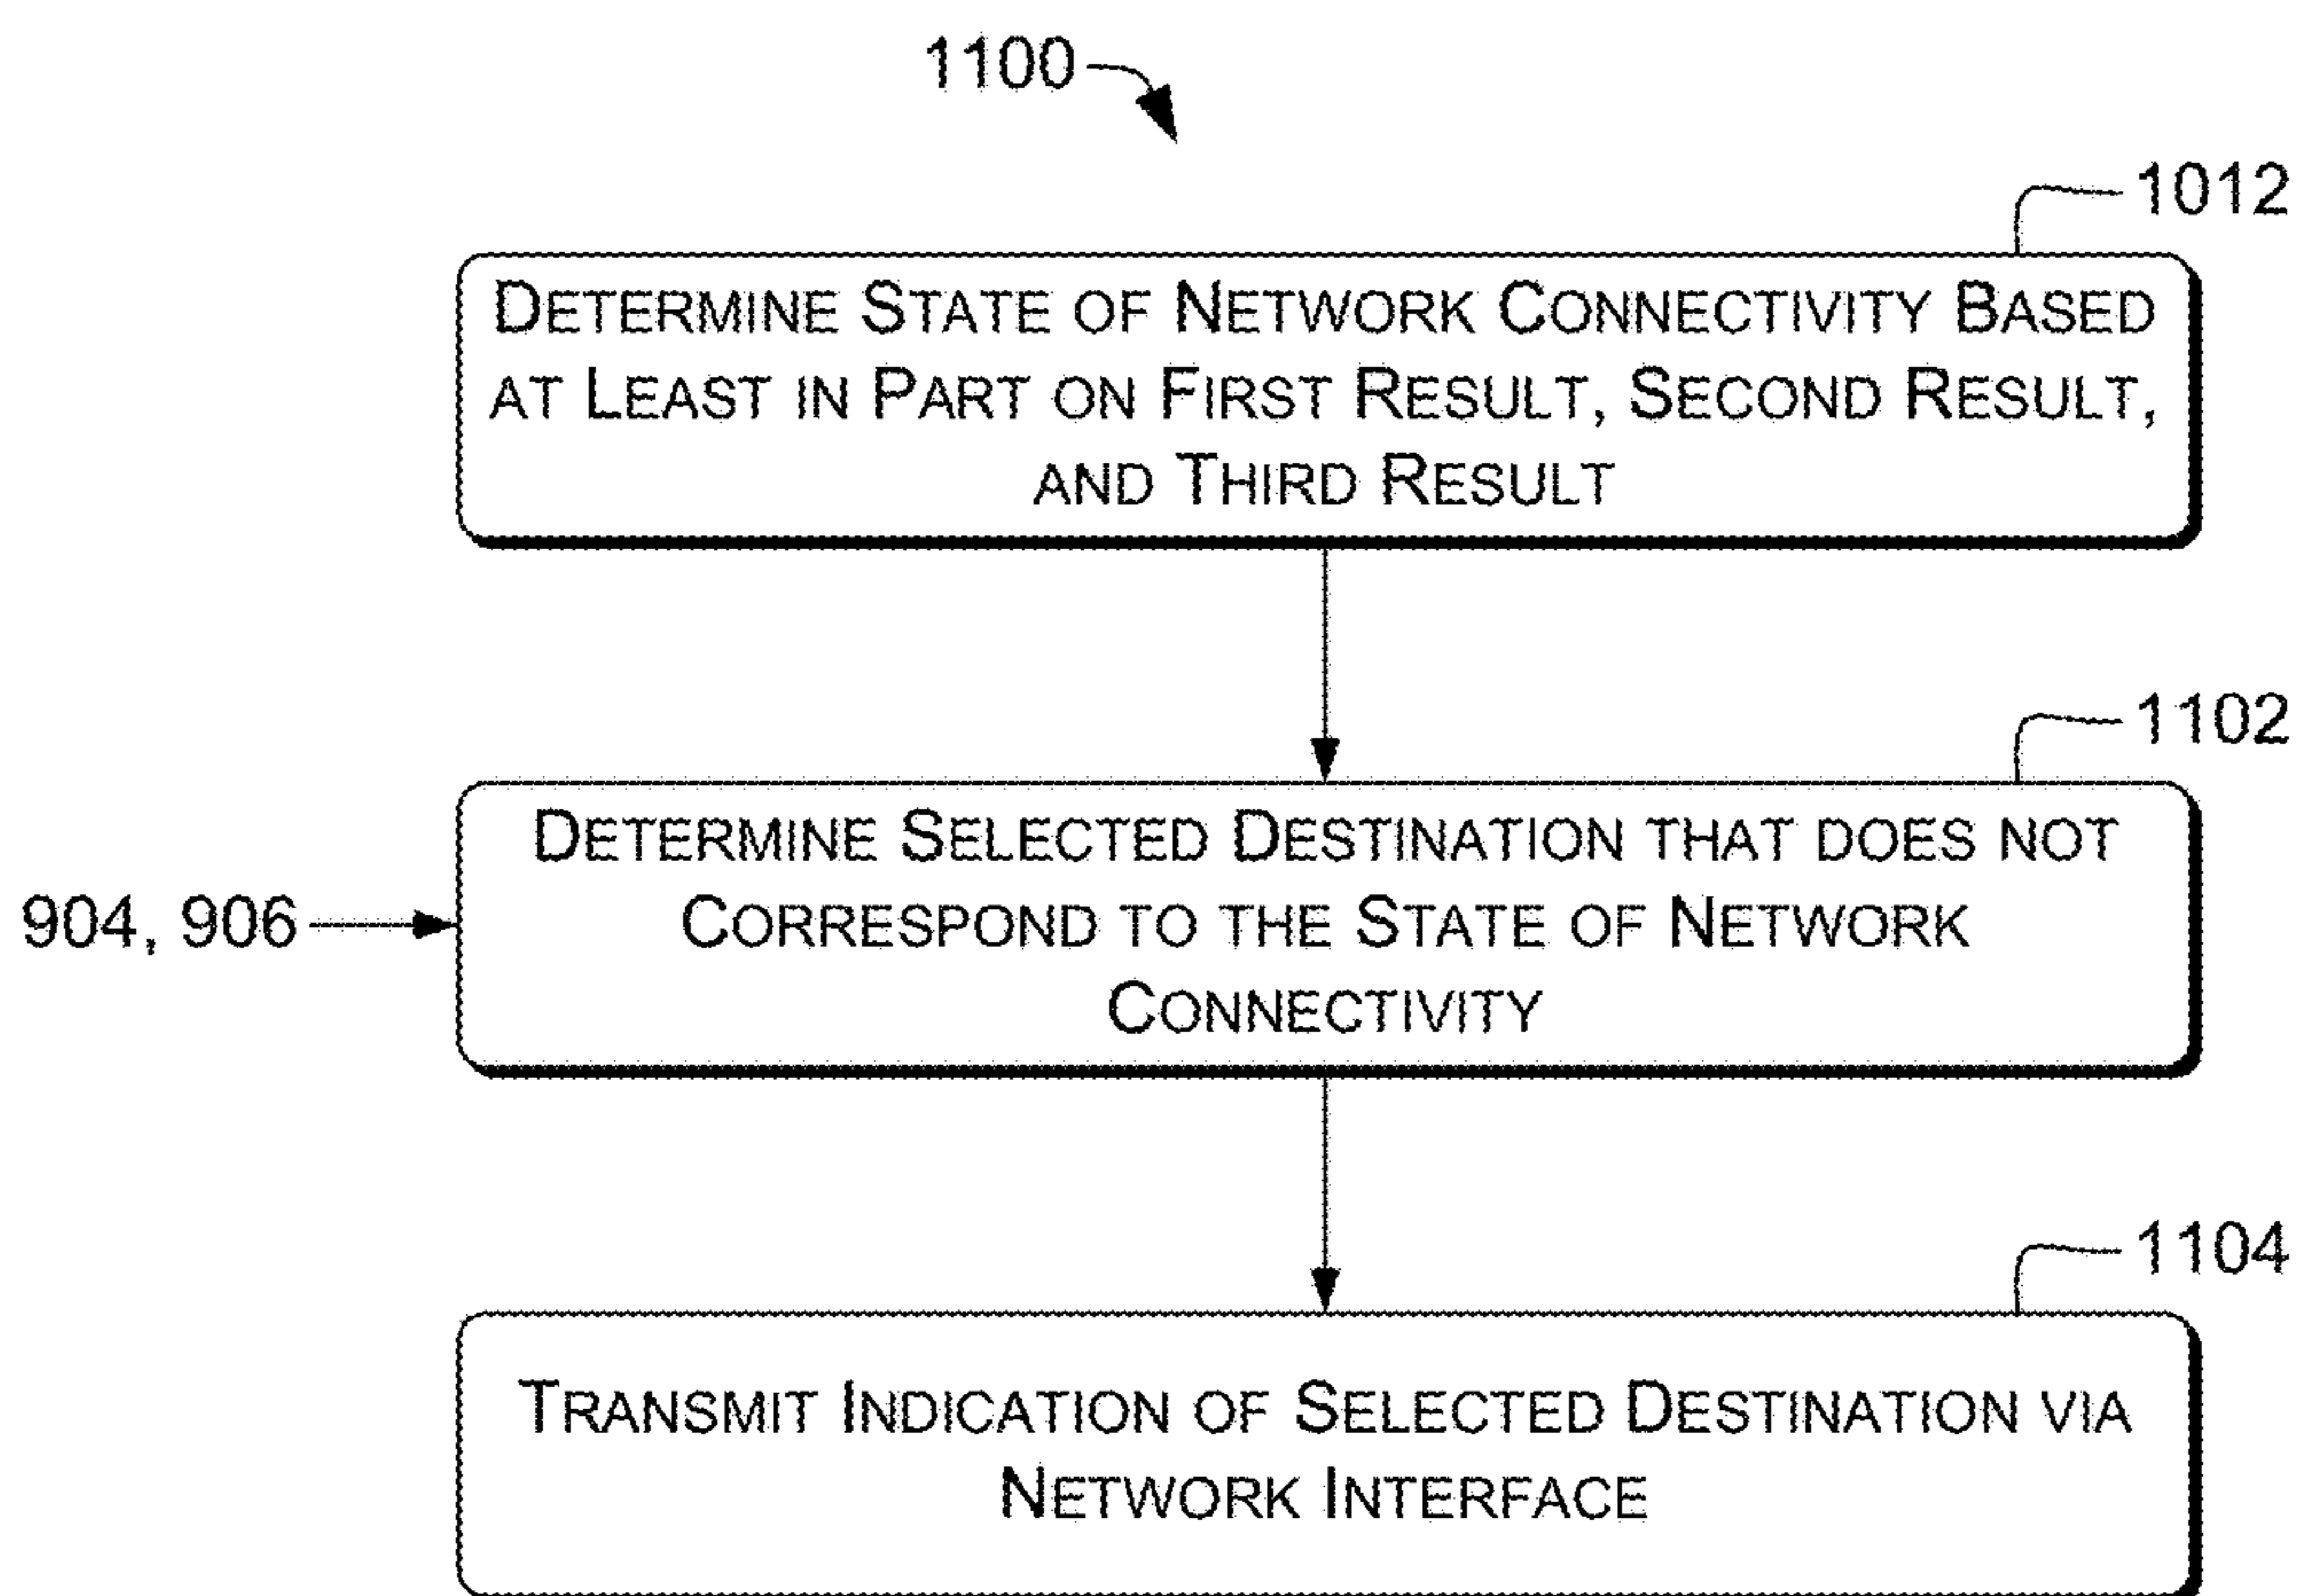 1100
1012
DETERMINE STATE OF NETWORK CONNECTIVITY BASED
AT LEAST IN PART ON FIRST RESULT, SECOND RESULT,
AND THIRD RESULT
1102
DETERMINE SELECTED DESTINATION THAT DOES NOT
CORRESPOND TO THE STATE OF NETWORK
CONNECTIVITY
904, 906
1104
TRANSMIT INDICATION OF SELECTED DESTINATION VIA
NETWORK INTERFACE